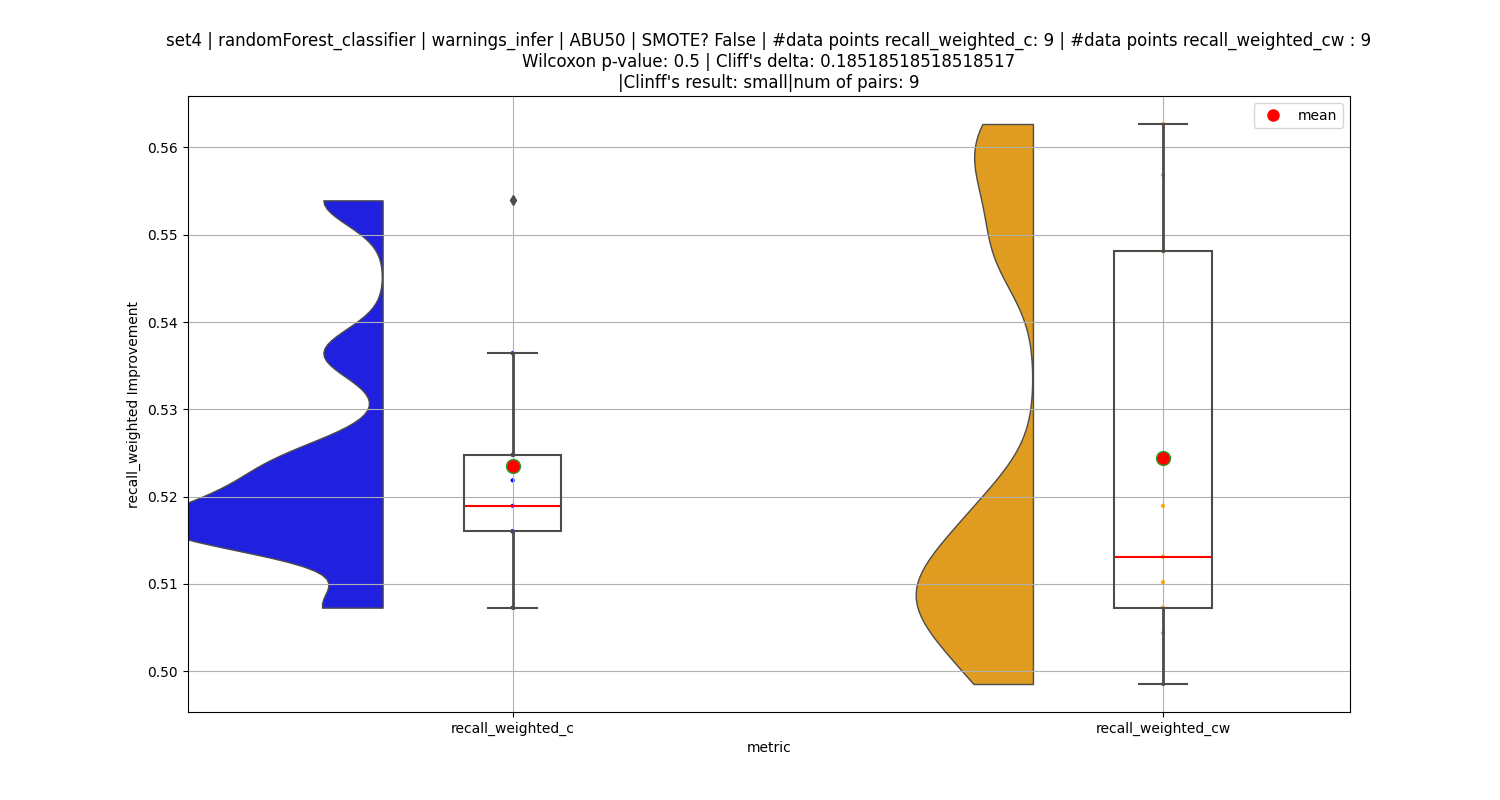 set4 | randomForest_classifier | warnings_infer | ABU50 | SMOTE? False | #data points recall_weighted_c: 9 | #data points recall_weighted_cw : 9
Wilcoxon p-value: 0.5 | Cliff's delta: 0.18518518518518517
|Clinff's result: small|num of pairs: 9
mean
0.56
0.55
0.54
0.53
0.52
0.51
0.50
recall_weighted Improvement
recall_weighted_c
recall_weighted_cw
metric